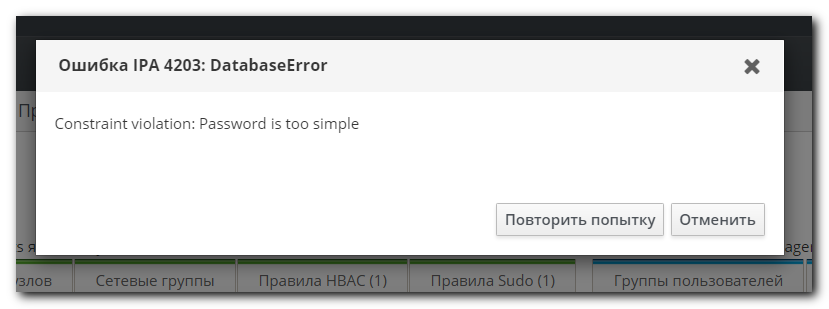 Ошибка IPA 4203: DatabaseError
Constraint violation: Password is too simple
Повторить попытку Отменить
Сетевые группы Правила HBAC (1) Правила Sudo (1) Группы пользователей